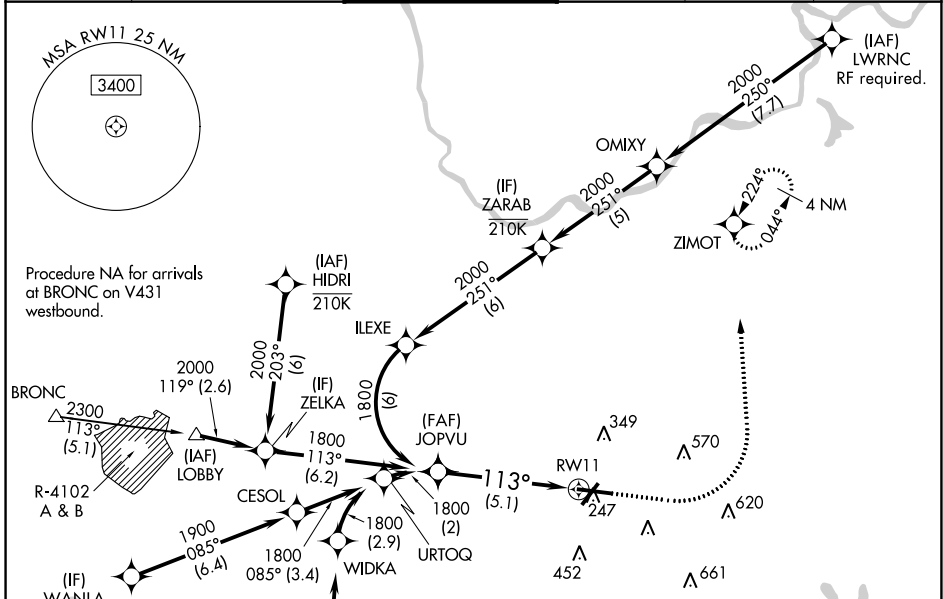 MSA RW11 25 NM
3400
(IAF)
LWRNC
RF required.
2000
250°
(7.7)
OMIXY
2000
251°
(5)
(IF)
ZARAB
210K
224°
044°
4 NM
ZIMOT
Procedure NA for arrivals
at BRONC on V431
westbound.
(IAF)
HIDRI
210K
2000
251°
(6)
ILEXE
2000
203°
(6)
2000
119° (2.6)
(IF)
ZELKA
1800
(6)
BRONC
2300
113°
(5.1)
(IAF)
LOBBY
1800
113°
(6.2)
(FAF)
JOPVU
113°
(5.1)
RW11
247
349
570
620
452
661
R-4102
A & B
CESOL
1800
(2)
URTOQ
1900
085°
(6.4)
1800
085° (3.4)
1800
(2.9)
WIDKA
(IF)